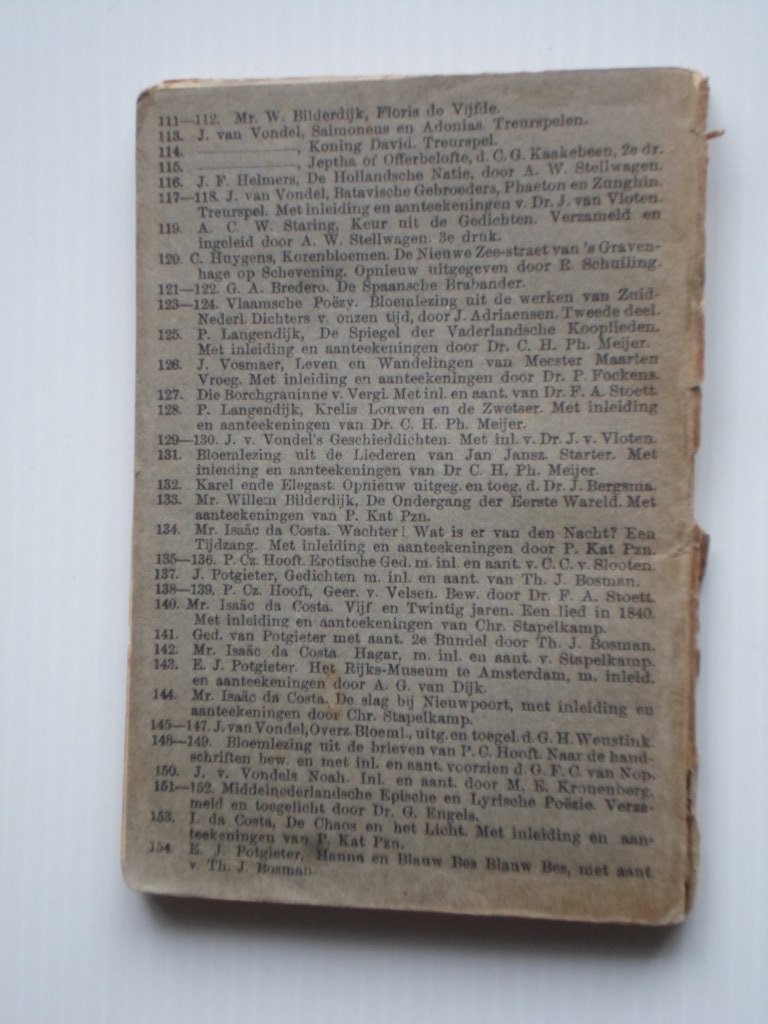 111—112. Mr. W. Bilderdijk, Floris de Vijfde.
113. J. van Vondel, Salmoneus en Adonias. Treurspelen.
114. ————, Koning David. Treurspel.
115. ————, Jeptha of Offerbelofte, d. C. G. Kaakebeen, 2e dr.
116. J. F. Helmers, De Hollandsche Natie, door A. W. Stellwagen.
117—118. J. van Vondel, Batavische Gebroeders, Phaeton en Zunghin.
Treurspel. Met inleiding en aanteekeningen v. Dr. J. van Vloten.
119. A. C. W. Staring, Keur uit de Gedichten. Verzameld en
ingeleid door A. W. Stellwagen. 3e druk.
120. C. Huygens, Korenbloemen. De Nieuwe Zee-straet van 's Graven-
hage op Schevening. Opnieuw uitgegeven door R. Schuiling.
121—122. G. A. Bredero. De Spaansche Brabander.
123—124. Vlaamsche Poëzy. Bloemlezing uit de werken van Zuid-
Nederl. Dichters v. onzen tijd, door J. Adriaensen. Tweede deel.
125. P. Langendijk, De Spiegel der Vaderlandsche Kooplieden.
Met inleiding en aanteekeningen door Dr. C. H. Ph. Meijer.
126. J. Vosmaer, Leven en Wandelingen van Meester Maarten
Vroeg. Met inleiding en aanteekeningen door Dr. P. Fockens.
127. Die Borchgrauinne v. Vergi. Met inl. en aant. van Dr. F. A. Stoett.
128. P. Langendijk, Krelis Louwen en de Zwetser. Met inleiding
en aanteekeningen van Dr. C. H. Ph. Meijer.
129—130. J. v. Vondel's Geschieddichten. Met inl. v. Dr. J. v. Vloten.
131. Bloemlezing uit de Liederen van Jan Jansz. Starter. Met
inleiding en aanteekeningen van Dr C. H. Ph. Meijer.
132. Karel ende Elegast. Opnieuw uitgeg. en toeg. d. Dr. J. Bergsma.
133. Mr. Willem Bilderdijk, De Ondergang der Eerste Wareld. Met
aanteekeningen van P. Kat Pzn.
134. Mr. Isaäc da Costa. Wachter! Wat is er van den Nacht? Een
Tijdzang. Met inleiding en aanteekeningen door P. Kat Pzn.
135—136. P. Cz. Hooft. Erotische Ged. m. inl. en aant. v. C. C. v. Slooten.
137. J. Potgieter, Gedichten m. inl. en aant. van Th. J. Bosman.
138—139. P. Cz. Hooft, Geer. v. Velsen. Bew. door Dr. F. A. Stoett.
140. Mr. Isaäc da Costa. Vijf en Twintig jaren. Een lied in 1840.
Met inleiding en aanteekeningen van Chr. Stapelkamp.
141. Ged. van Potgieter met aant. 2e Bundel door Th. J. Bosman.
142. Mr. Isaäc da Costa. Hagar, m. inl. en aant. v. Stapelkamp.
143. E. J. Potgieter. Het Rijks-Museum te Amsterdam, m. inleid.
en aanteekeningen door A. G. van Dijk.
144. Mr. Isaäc da Costa. De slag bij Nieuwpoort, met inleiding en
aanteekeningen door Chr. Stapelkamp.
145—147. J. van Vondel, Overz. Bloeml., uitg. en toegel. d. G. H. Wenstink.
148—149. Bloemlezing uit de brieven van P. C. Hooft. Naar de hand-
schriften bew. en met inl. en aant. voorzien d. G. F. C. van Nop.
150. J. v. Vondels Noah. Inl. en aant. door M. E. Kronenberg.
151—152. Middelnederlandsche Epische en Lyrische Poëzie. Verza-
meld en toegelicht door Dr. G. Engels.
153. I. da Costa, De Chaos en het Licht. Met inleiding en aan-
teekeningen van P. Kat Pzn.
154. E. J. Potgieter, Hanna en Blauw Bes Blauw Bes, met aant.
v. Th. J. Bosman.